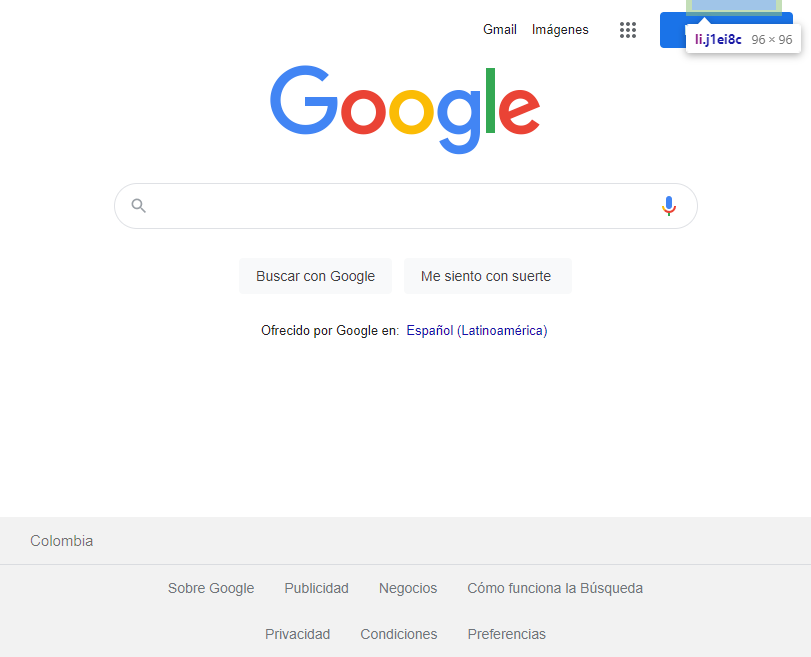 Gmail Imágenes
li.j1ei8c 96 × 96
Google
Buscar con Google Me siento con suerte
Ofrecido por Google en: Español (Latinoamérica)
Colombia
Sobre Google Publicidad Negocios Cómo funciona la Búsqueda
Privacidad Condiciones Preferencias